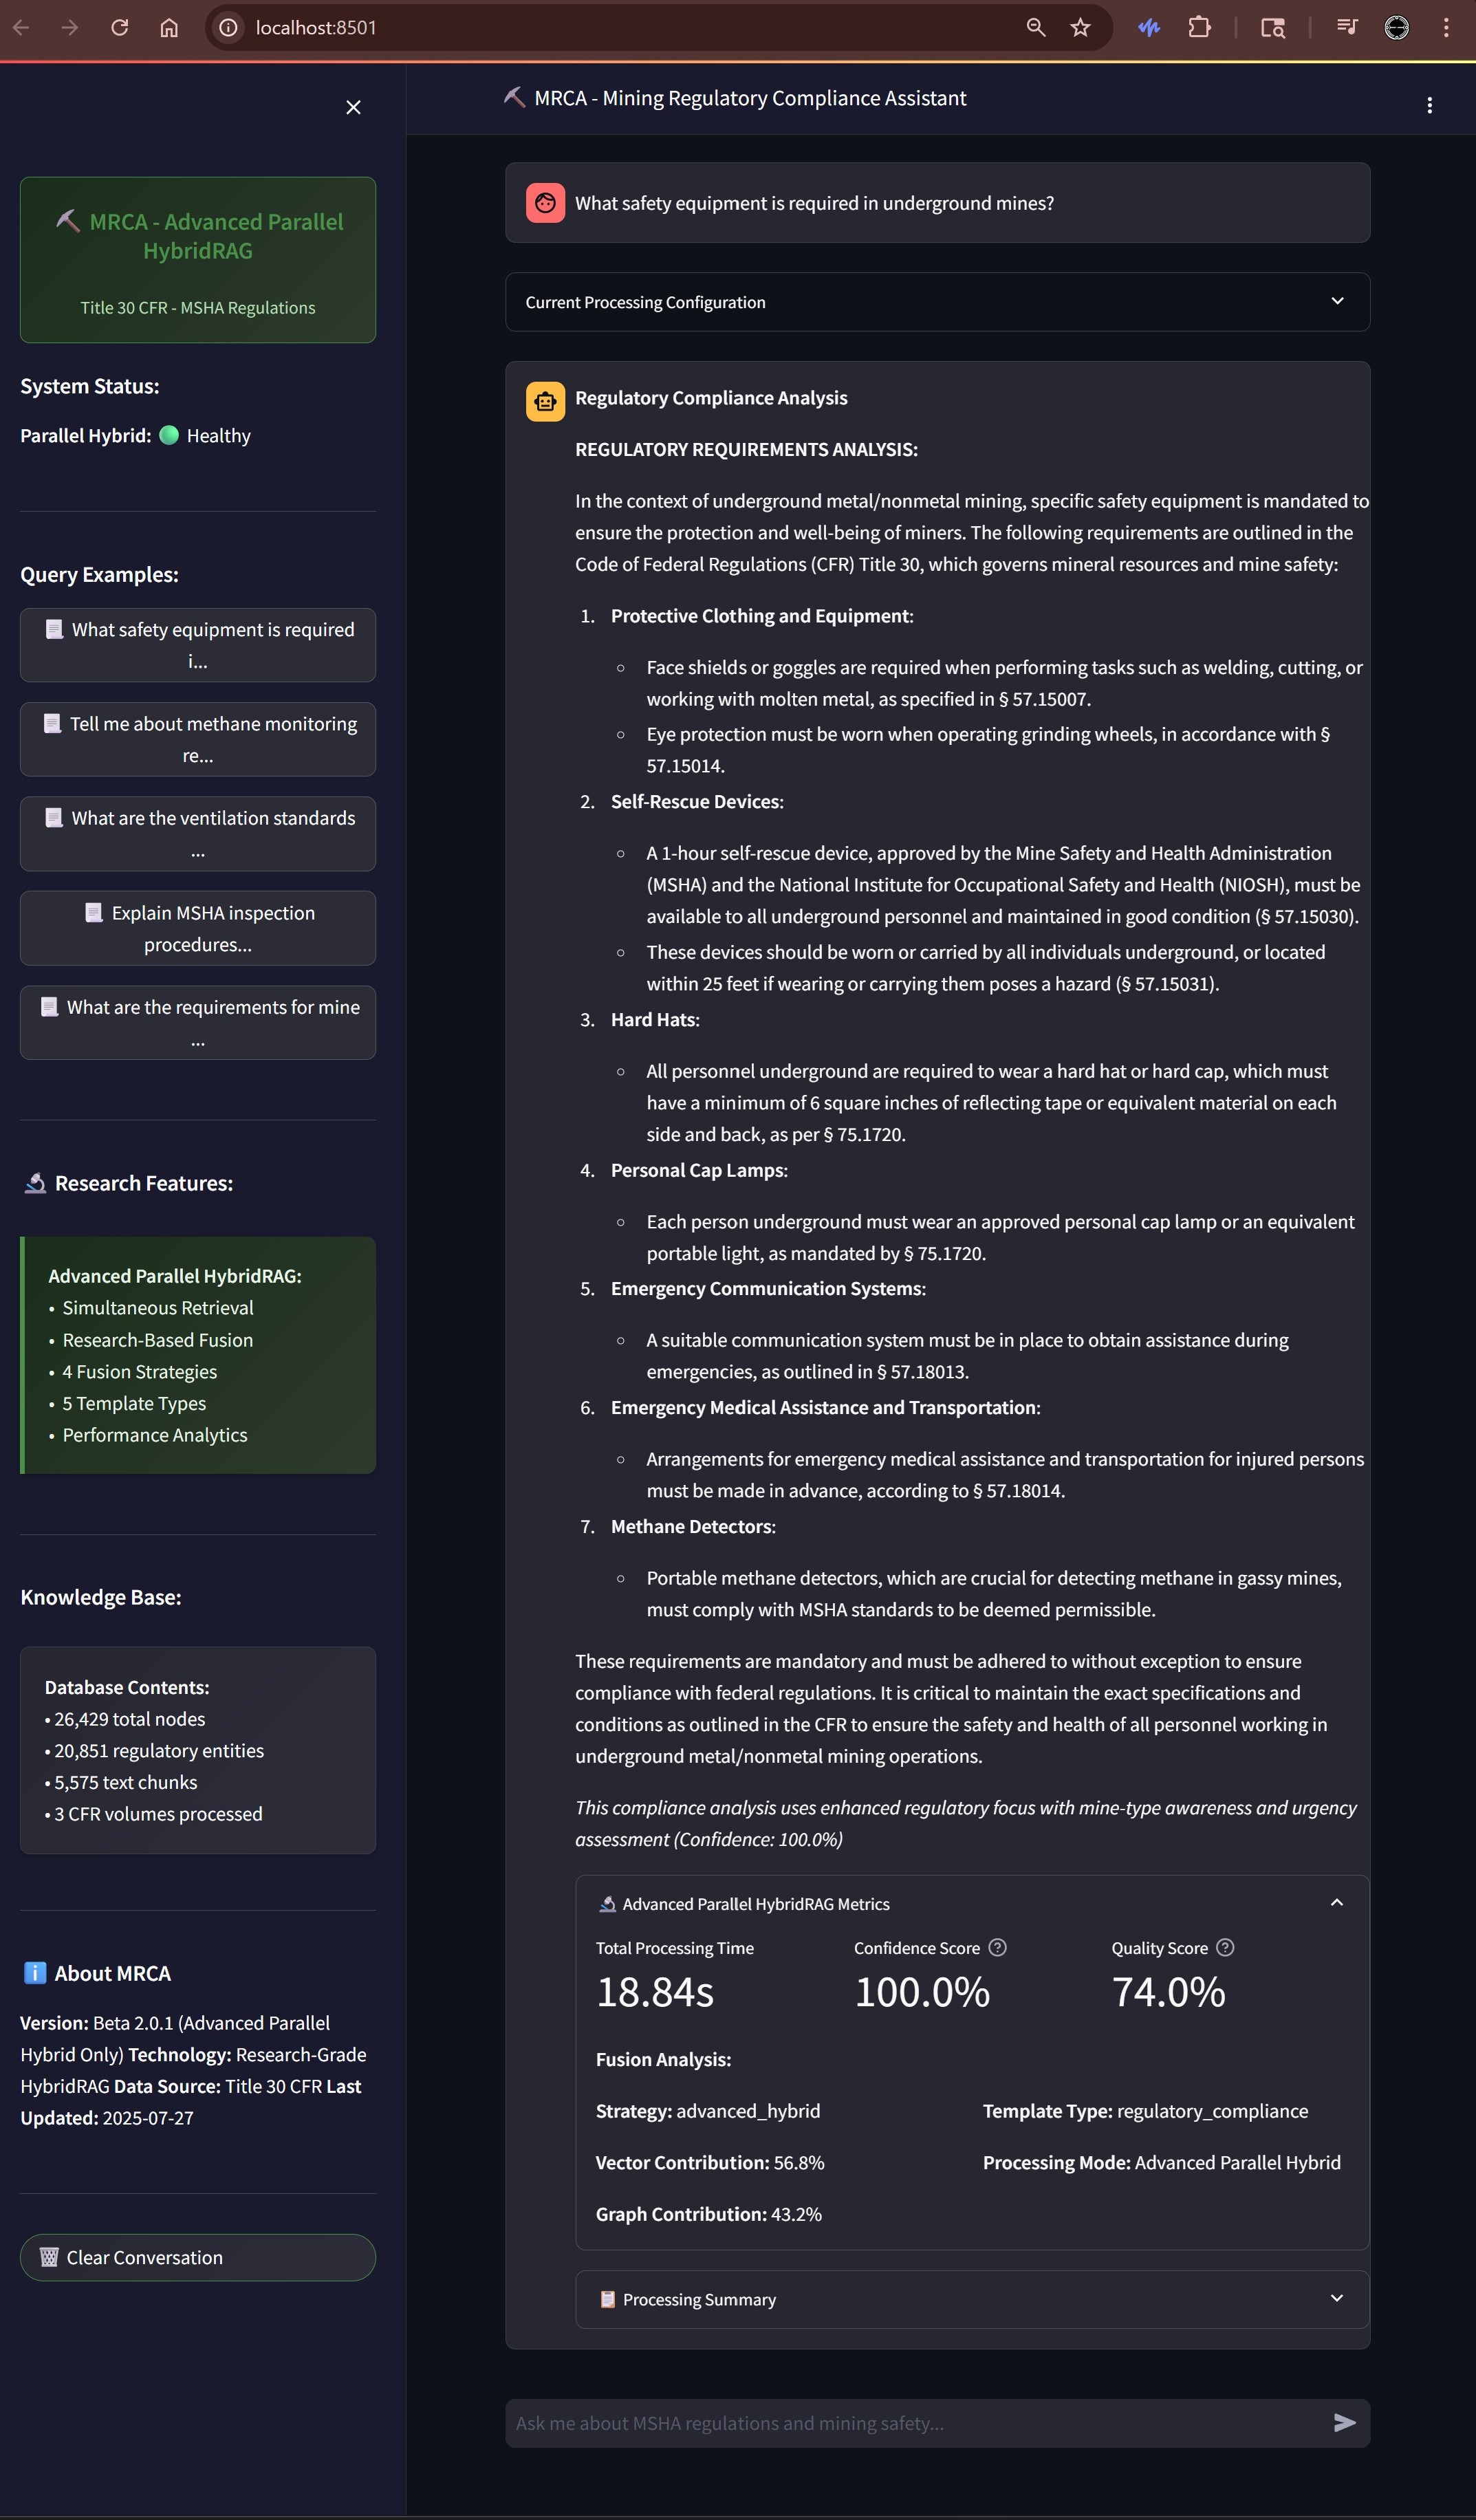 localhost:8501
MRCA - Advanced Parallel
HybridRAG
Title 30 CFR - MSHA Regulations
System Status:
Parallel Hybrid: Healthy
Query Examples:
What safety equipment is required
i...
Tell me about methane monitoring
re...
What are the ventilation standards
...
Explain MSHA inspection
procedures...
What are the requirements for mine
...
Research Features:
Advanced Parallel HybridRAG:
• Simultaneous Retrieval
• Research-Based Fusion
• 4 Fusion Strategies
• 5 Template Types
• Performance Analytics
Knowledge Base:
Database Contents:
• 26,429 total nodes
• 20,851 regulatory entities
• 5,575 text chunks
• 3 CFR volumes processed
About MRCA
Version: Beta 2.0.1 (Advanced Parallel
Hybrid Only) Technology: Research-Grade
HybridRAG Data Source: Title 30 CFR Last
Updated: 2025-07-27
Clear Conversation
MRCA - Mining Regulatory Compliance Assistant
What safety equipment is required in underground mines?
Current Processing Configuration
Regulatory Compliance Analysis
REGULATORY REQUIREMENTS ANALYSIS:
In the context of underground metal/nonmetal mining, specific safety equipment is mandated to
ensure the protection and well-being of miners. The following requirements are outlined in the
Code of Federal Regulations (CFR) Title 30, which governs mineral resources and mine safety:
1. Protective Clothing and Equipment:
○ Face shields or goggles are required when performing tasks such as welding, cutting, or
working with molten metal, as specified in § 57.15007.
○ Eye protection must be worn when operating grinding wheels, in accordance with §
57.15014.
2. Self-Rescue Devices:
○ A 1-hour self-rescue device, approved by the Mine Safety and Health Administration
(MSHA) and the National Institute for Occupational Safety and Health (NIOSH), must be
available to all underground personnel and maintained in good condition (§ 57.15030).
○ These devices should be worn or carried by all individuals underground, or located
within 25 feet if wearing or carrying them poses a hazard (§ 57.15031).
3. Hard Hats:
○ All personnel underground are required to wear a hard hat or hard cap, which must
have a minimum of 6 square inches of reflecting tape or equivalent material on each
side and back, as per § 75.1720.
4. Personal Cap Lamps:
○ Each person underground must wear an approved personal cap lamp or an equivalent
portable light, as mandated by § 75.1720.
5. Emergency Communication Systems:
○ A suitable communication system must be in place to obtain assistance during
emergencies, as outlined in § 57.18013.
6. Emergency Medical Assistance and Transportation:
○ Arrangements for emergency medical assistance and transportation for injured persons
must be made in advance, according to § 57.18014.
7. Methane Detectors:
○ Portable methane detectors, which are crucial for detecting methane in gassy mines,
must comply with MSHA standards to be deemed permissible.
These requirements are mandatory and must be adhered to without exception to ensure
compliance with federal regulations. It is critical to maintain the exact specifications and
conditions as outlined in the CFR to ensure the safety and health of all personnel working in
underground metal/nonmetal mining operations.
This compliance analysis uses enhanced regulatory focus with mine-type awareness and urgency
assessment (Confidence: 100.0%)
Advanced Parallel HybridRAG Metrics
Total Processing Time Confidence Score Quality Score
18.84s 100.0% 74.0%
Fusion Analysis:
Strategy: advanced_hybrid Template Type: regulatory_compliance
Vector Contribution: 56.8% Processing Mode: Advanced Parallel Hybrid
Graph Contribution: 43.2%
Processing Summary
Ask me about MSHA regulations and mining safety...